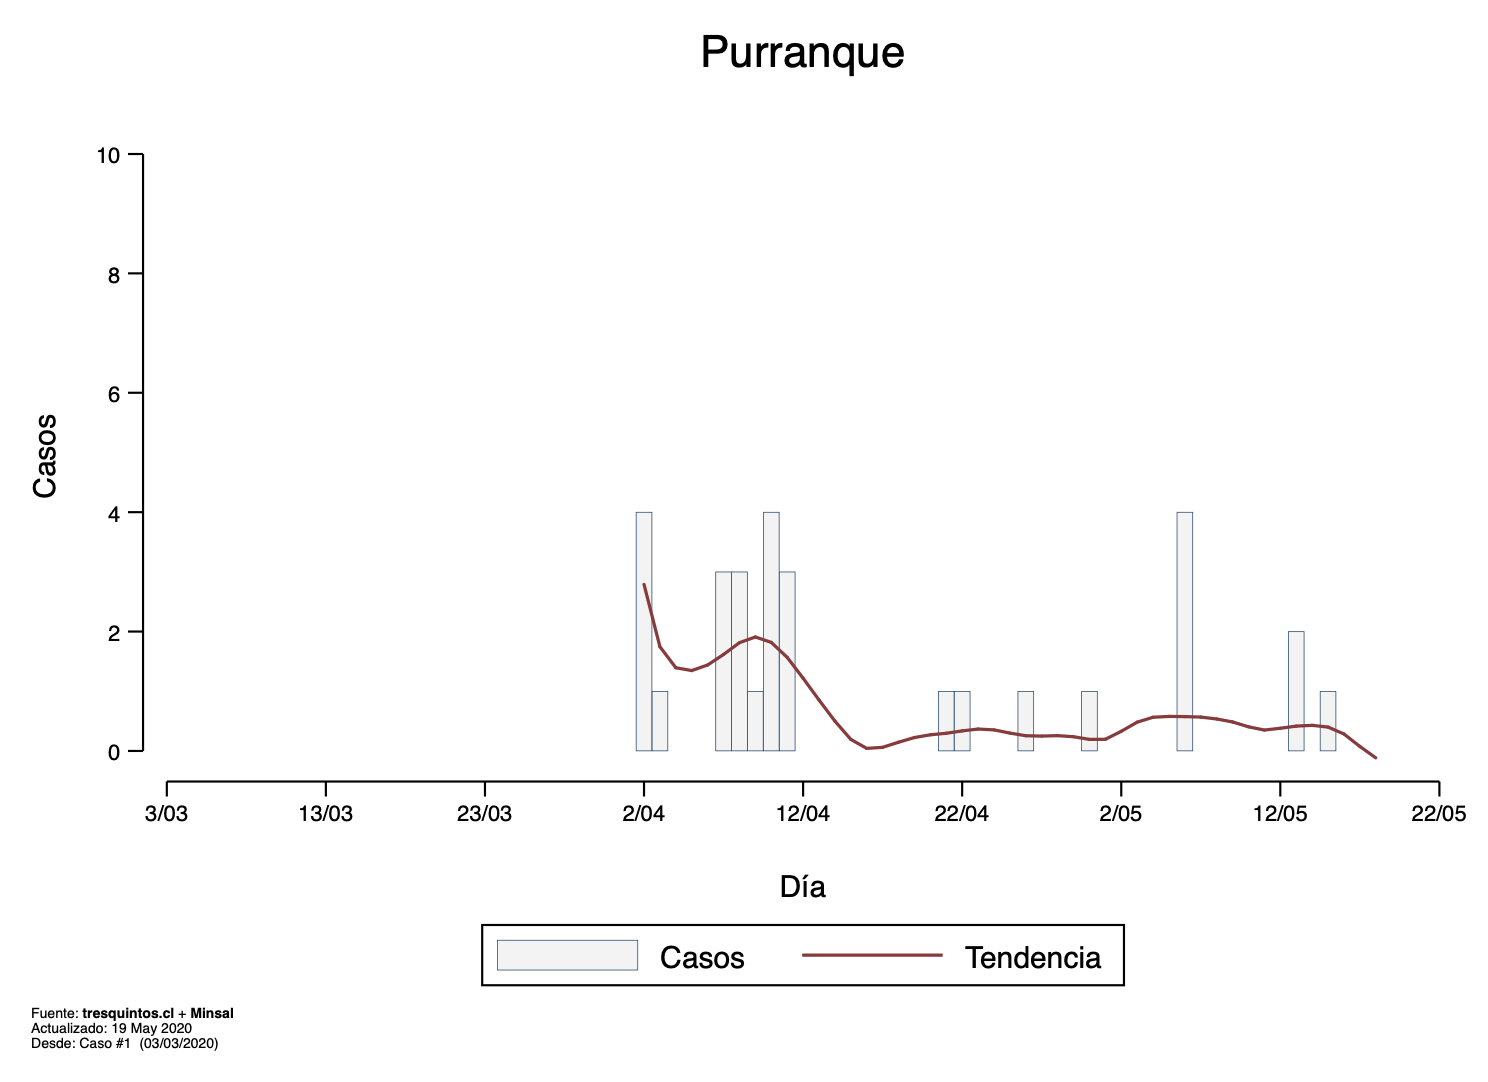 Purranque
10
8
6
4
2
0
Casos
3/03 13/03 23/03 2/04 12/04 22/04 2/05 12/05 22/05
Día
Casos Tendencia
Fuente: tresquintos.cl + Minsal
Actualizado: 19 May 2020
Desde: Caso #1 (03/03/2020)